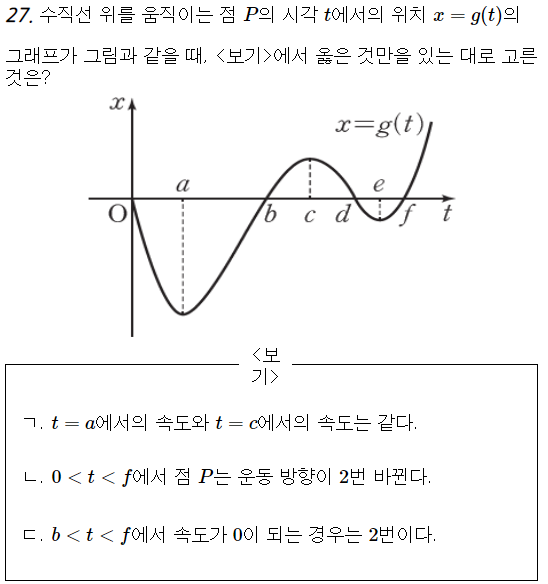 27. 수직선 위를 움직이는 점 P의 시각 t에서의 위치 x = g(t)의
그래프가 그림과 같을 때, <보기>에서 옳은 것만을 있는 대로 고른
것은?
x
x=g(t)
a
e
O
b
c
d
f
t
<보
기>
ㄱ. t = a에서의 속도와 t = c에서의 속도는 같다.
ㄴ. 0 < t < f에서 점 P는 운동 방향이 2번 바뀐다.
ㄷ. b < t < f에서 속도가 0이 되는 경우는 2번이다.